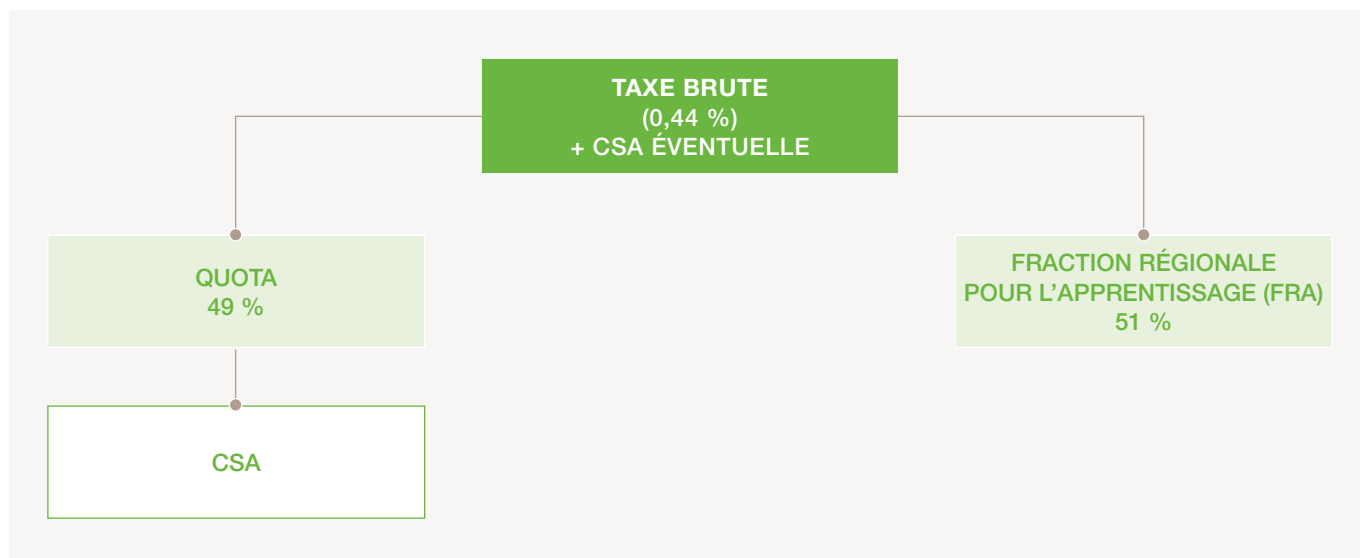 TAXE BRUTE
(0,44 %)
+ CSA ÉVENTUELLE
QUOTA
49 %
FRACTION RÉGIONALE
POUR L’APPRENTISSAGE (FRA)
51 %
CSA